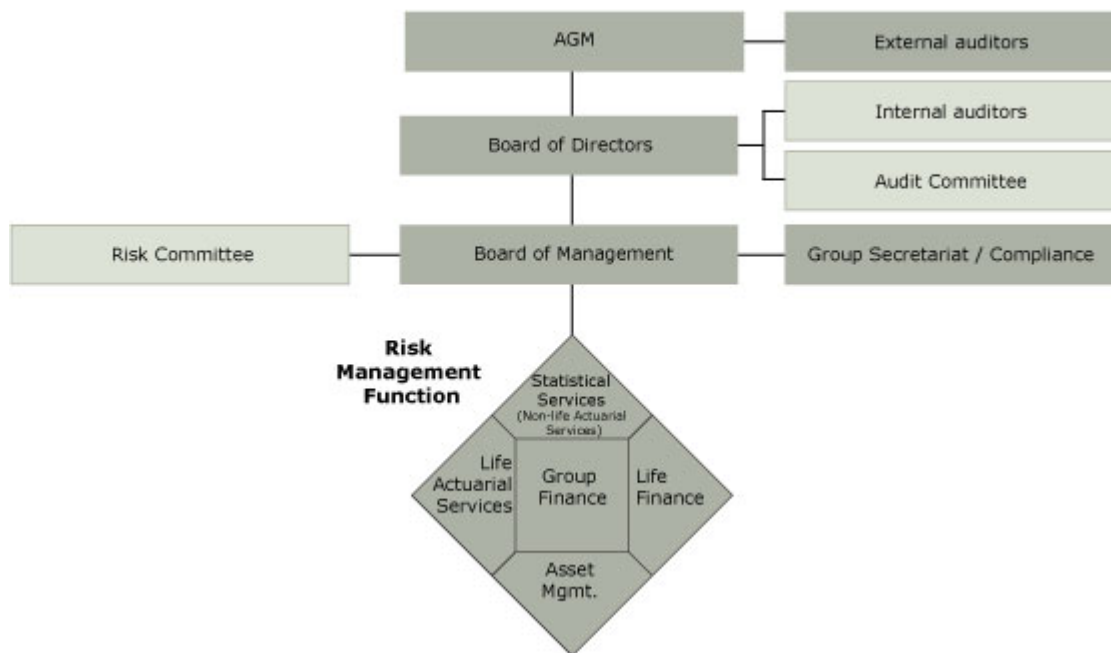 AGM
External auditors
Internal auditors
Board of Directors
Audit Committee
Risk Committee
Board of Management
Group Secretariat / Compliance
Risk
Management
Function
Statistical
Services
(Non-life Actuarial
Services)
Life
Actuarial
Services
Group
Finance
Life
Finance
Asset
Mgmt.